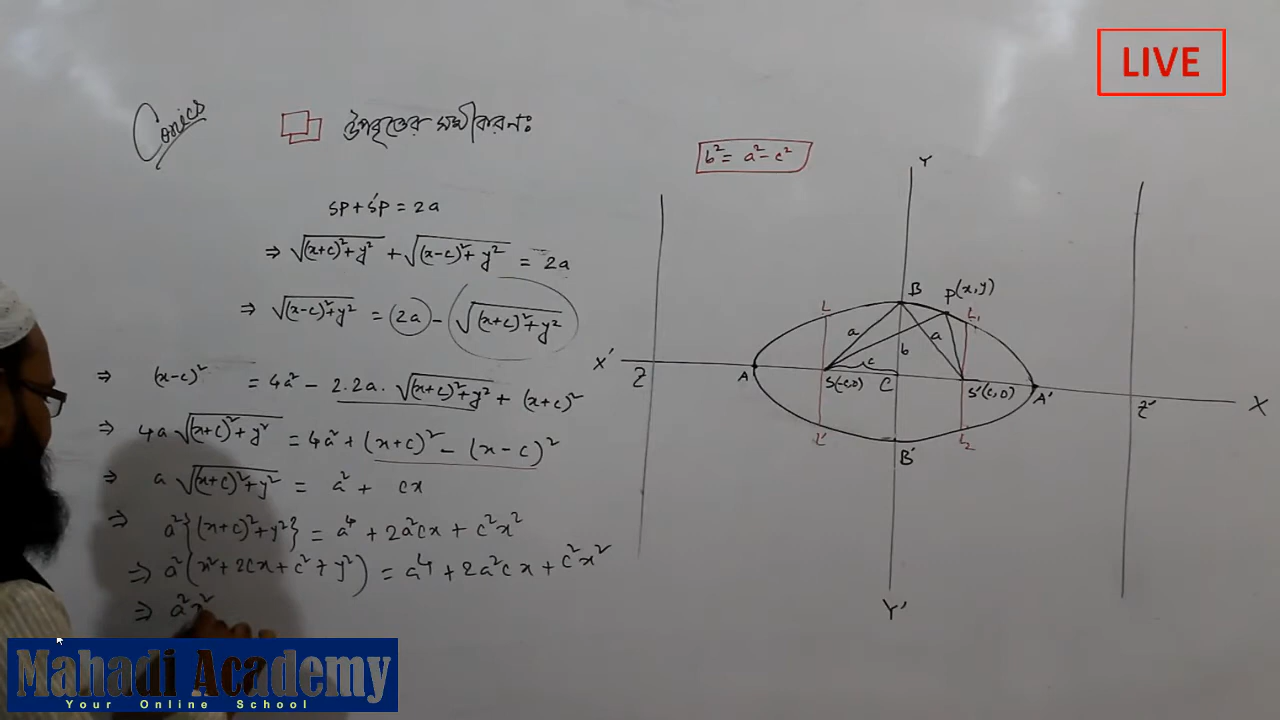 LIVE
Conics
উপবৃত্তের সমীকরণঃ
b² = a² - c²
SP + S'P = 2a
⇒ √((x+c)²+y²) + √((x-c)²+y²) = 2a
⇒ √((x-c)²+y²) = 2a - √((x+c)²+y²)
⇒ (x-c)² = 4a² - 2.2a. √((x+c)²+y²) + (x+c)²
⇒ 4a √((x+c)²+y²) = 4a² + (x+c)² - (x-c)²
⇒ a √((x+c)²+y²) = a² + cx
⇒ a²{(x+c)²+y²} = a⁴ + 2a²cx + c²x²
⇒ a²(x²+2cx+c²+y²) = a⁴ + 2a²cx + c²x²
⇒ a²x²
Y
B P(x,y)
L L₁
a a
b
c
X' Z A S(-c,0) C S'(c,0) A' Z' X
L' L₂
B'
Y'
Mahadi Academy
Your Online School